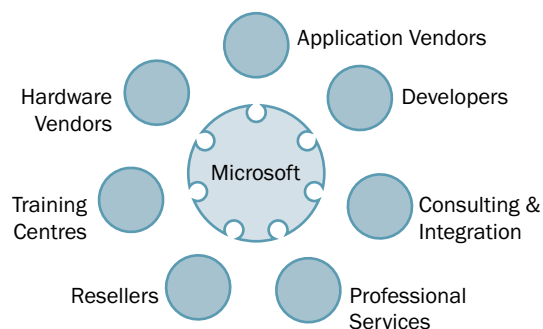 Application Vendors
Developers
Hardware
Vendors
Microsoft
Training
Centres
Consulting &
Integration
Resellers
Professional
Services